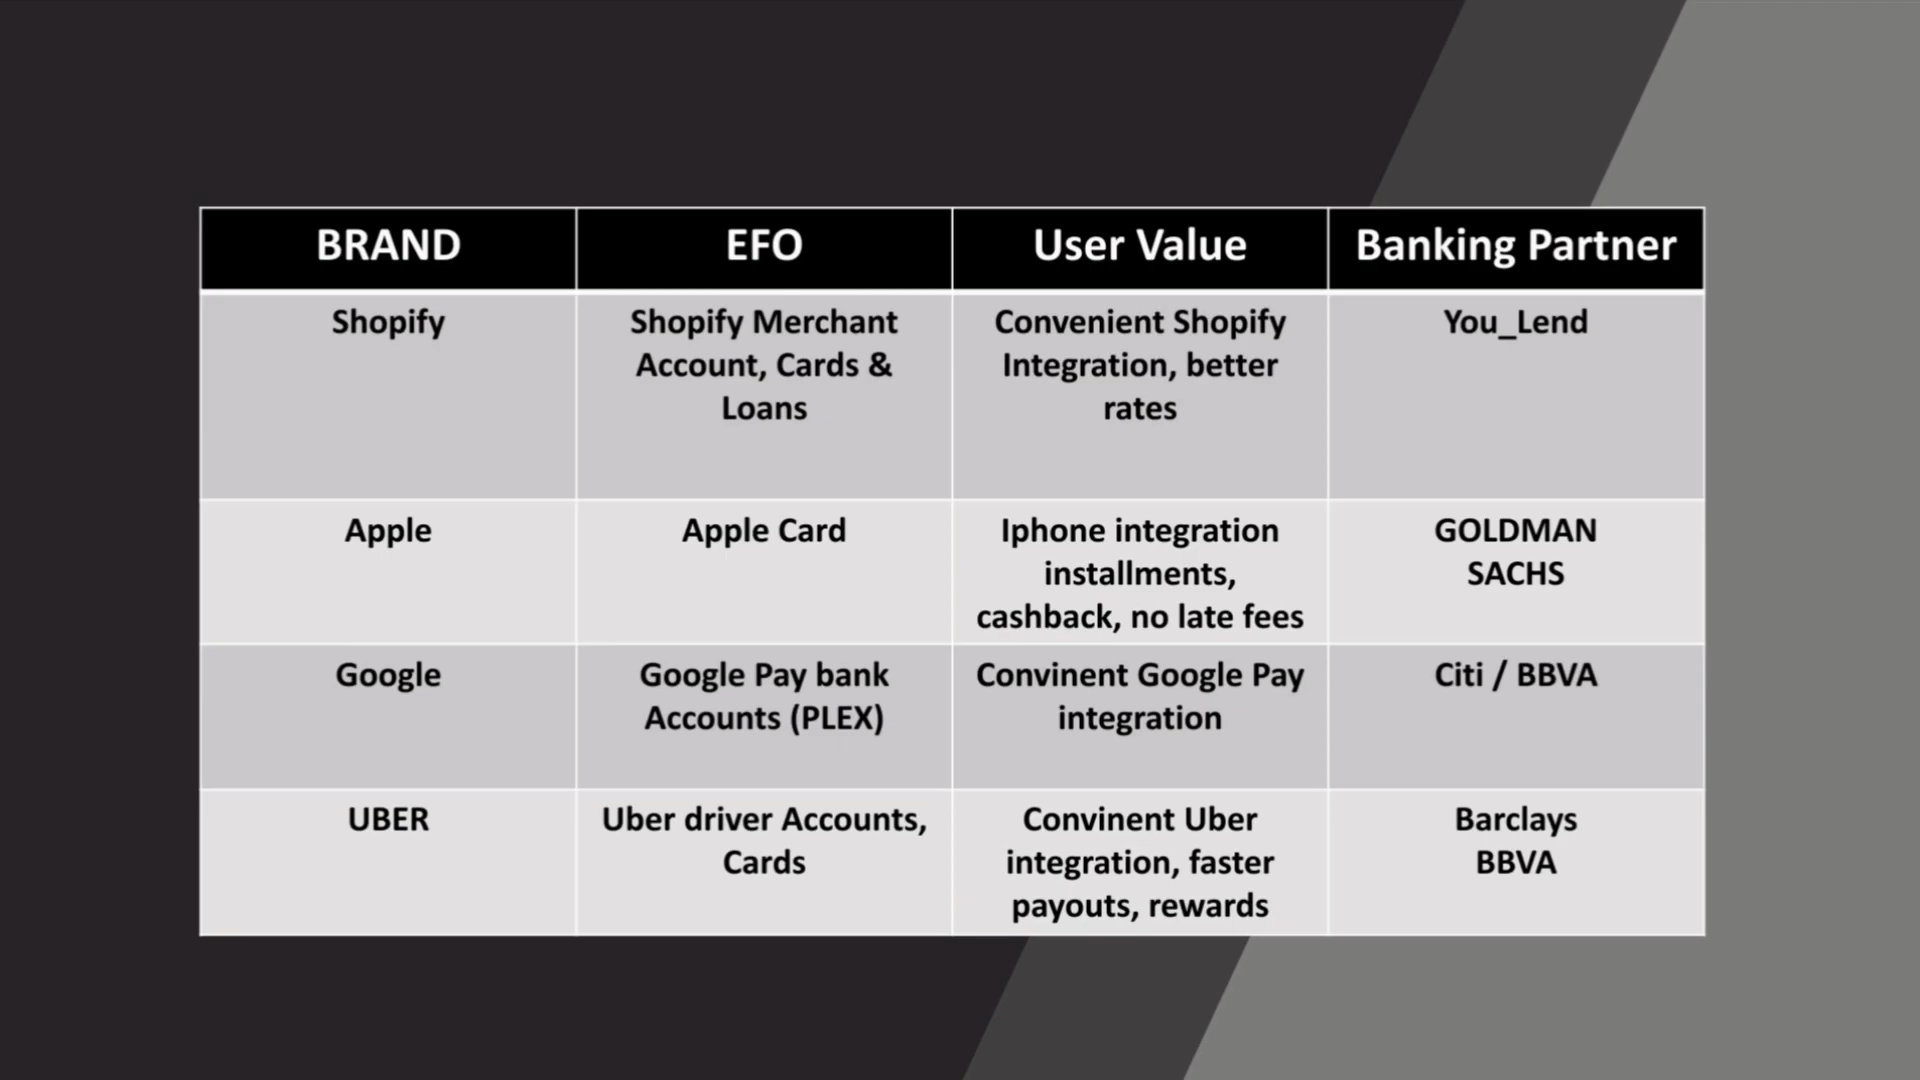 BRAND
EFO
User Value
Banking Partner
Shopify
Shopify Merchant
Account, Cards &
Loans
Convenient Shopify
Integration, better
rates
You_Lend
Apple
Apple Card
Iphone integration
installments,
cashback, no late fees
GOLDMAN
SACHS
Google
Google Pay bank
Accounts (PLEX)
Convinent Google Pay
integration
Citi / BBVA
UBER
Uber driver Accounts,
Cards
Convinent Uber
integration, faster
payouts, rewards
Barclays
BBVA